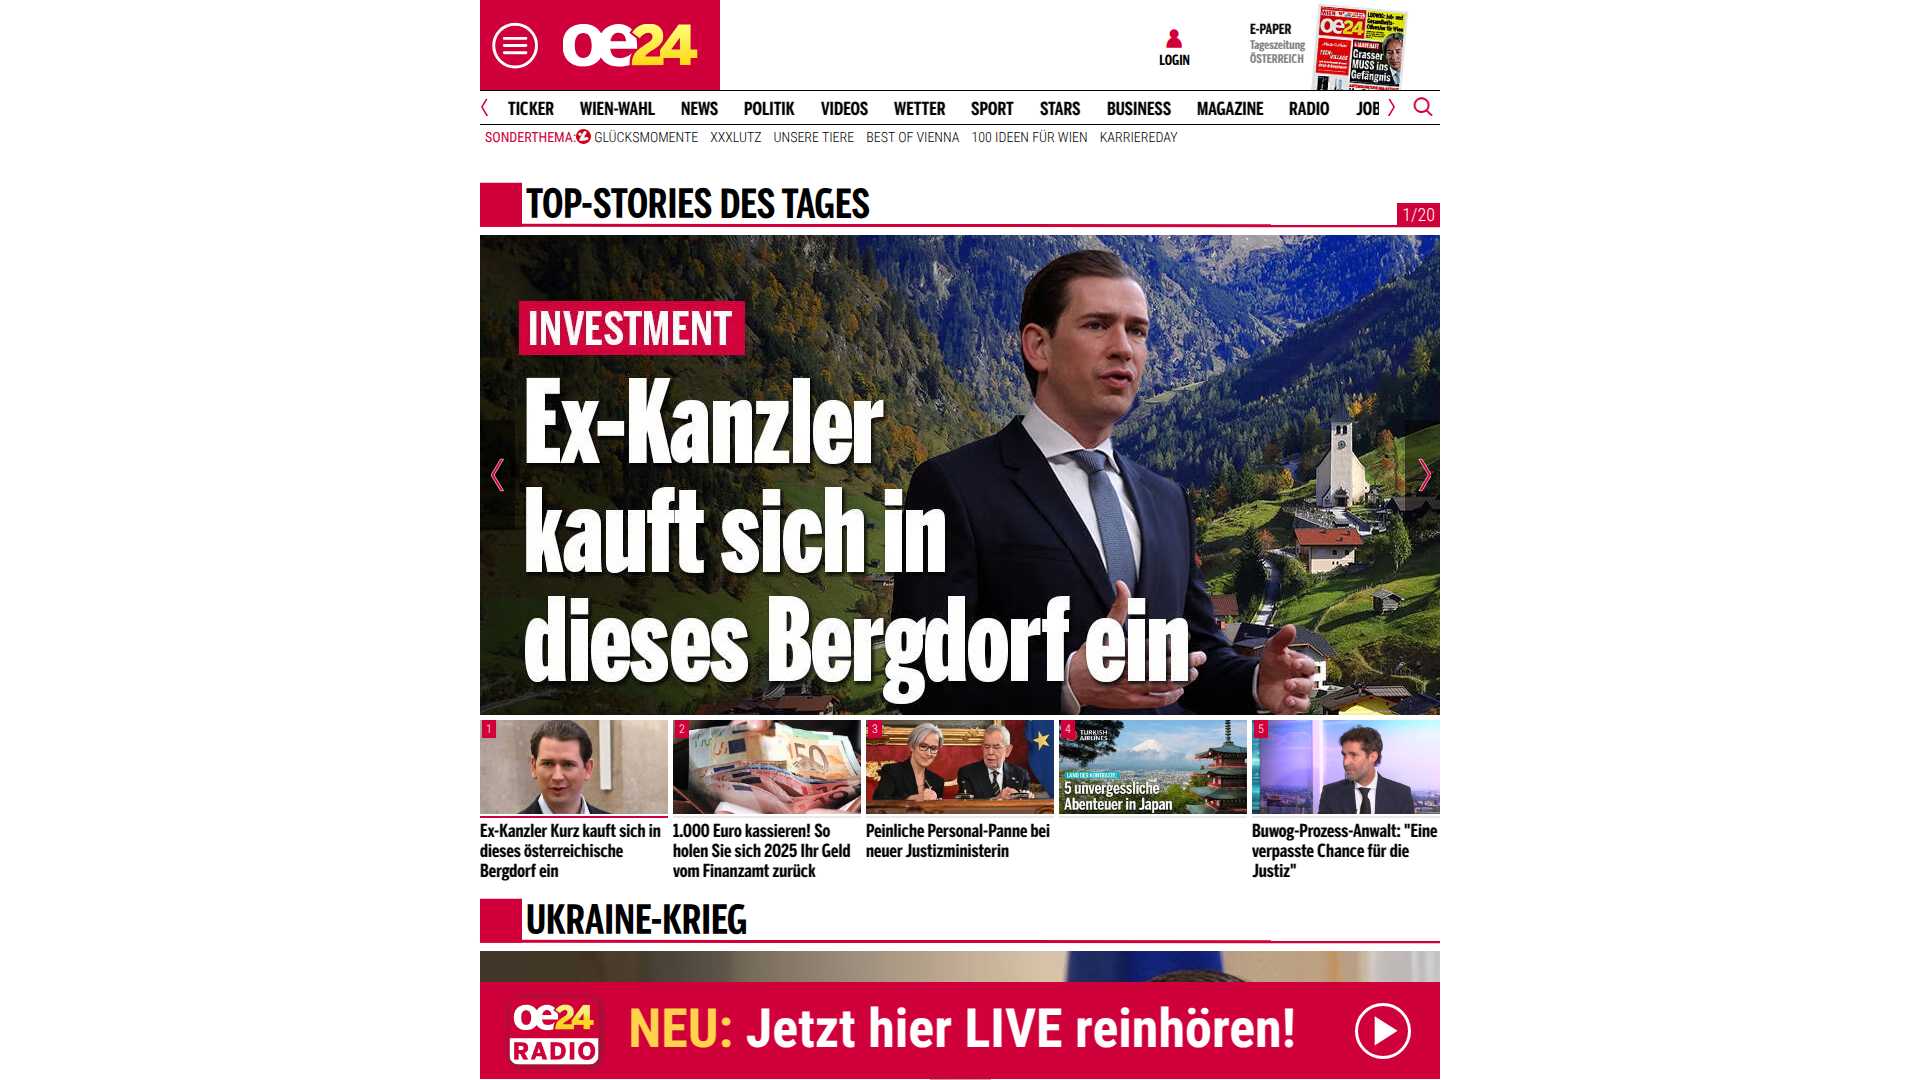 oe24
LOGIN
E-PAPER
Tageszeitung
ÖSTERREICH
oe24
Grasser
MUSS ins
Gefängnis
TICKER WIEN-WAHL NEWS POLITIK VIDEOS WETTER SPORT STARS BUSINESS MAGAZINE RADIO JOB
SONDERTHEMA: GLÜCKSMOMENTE XXXLUTZ UNSERE TIERE BEST OF VIENNA 100 IDEEN FÜR WIEN KARRIEREDAY
TOP-STORIES DES TAGES
1/20
INVESTMENT
Ex-Kanzler
kauft sich in
dieses Bergdorf ein
1
2
50
3
4
TURKISH
AIRLINES
LAND DER KONTRASTE
5 unvergessliche
Abenteuer in Japan
5
Ex-Kanzler Kurz kauft sich in
dieses österreichische
Bergdorf ein
1.000 Euro kassieren! So
holen Sie sich 2025 Ihr Geld
vom Finanzamt zurück
Peinliche Personal-Panne bei
neuer Justizministerin
Buwog-Prozess-Anwalt: "Eine
verpasste Chance für die
Justiz"
UKRAINE-KRIEG
oe24
RADIO
NEU: Jetzt hier LIVE reinhören!